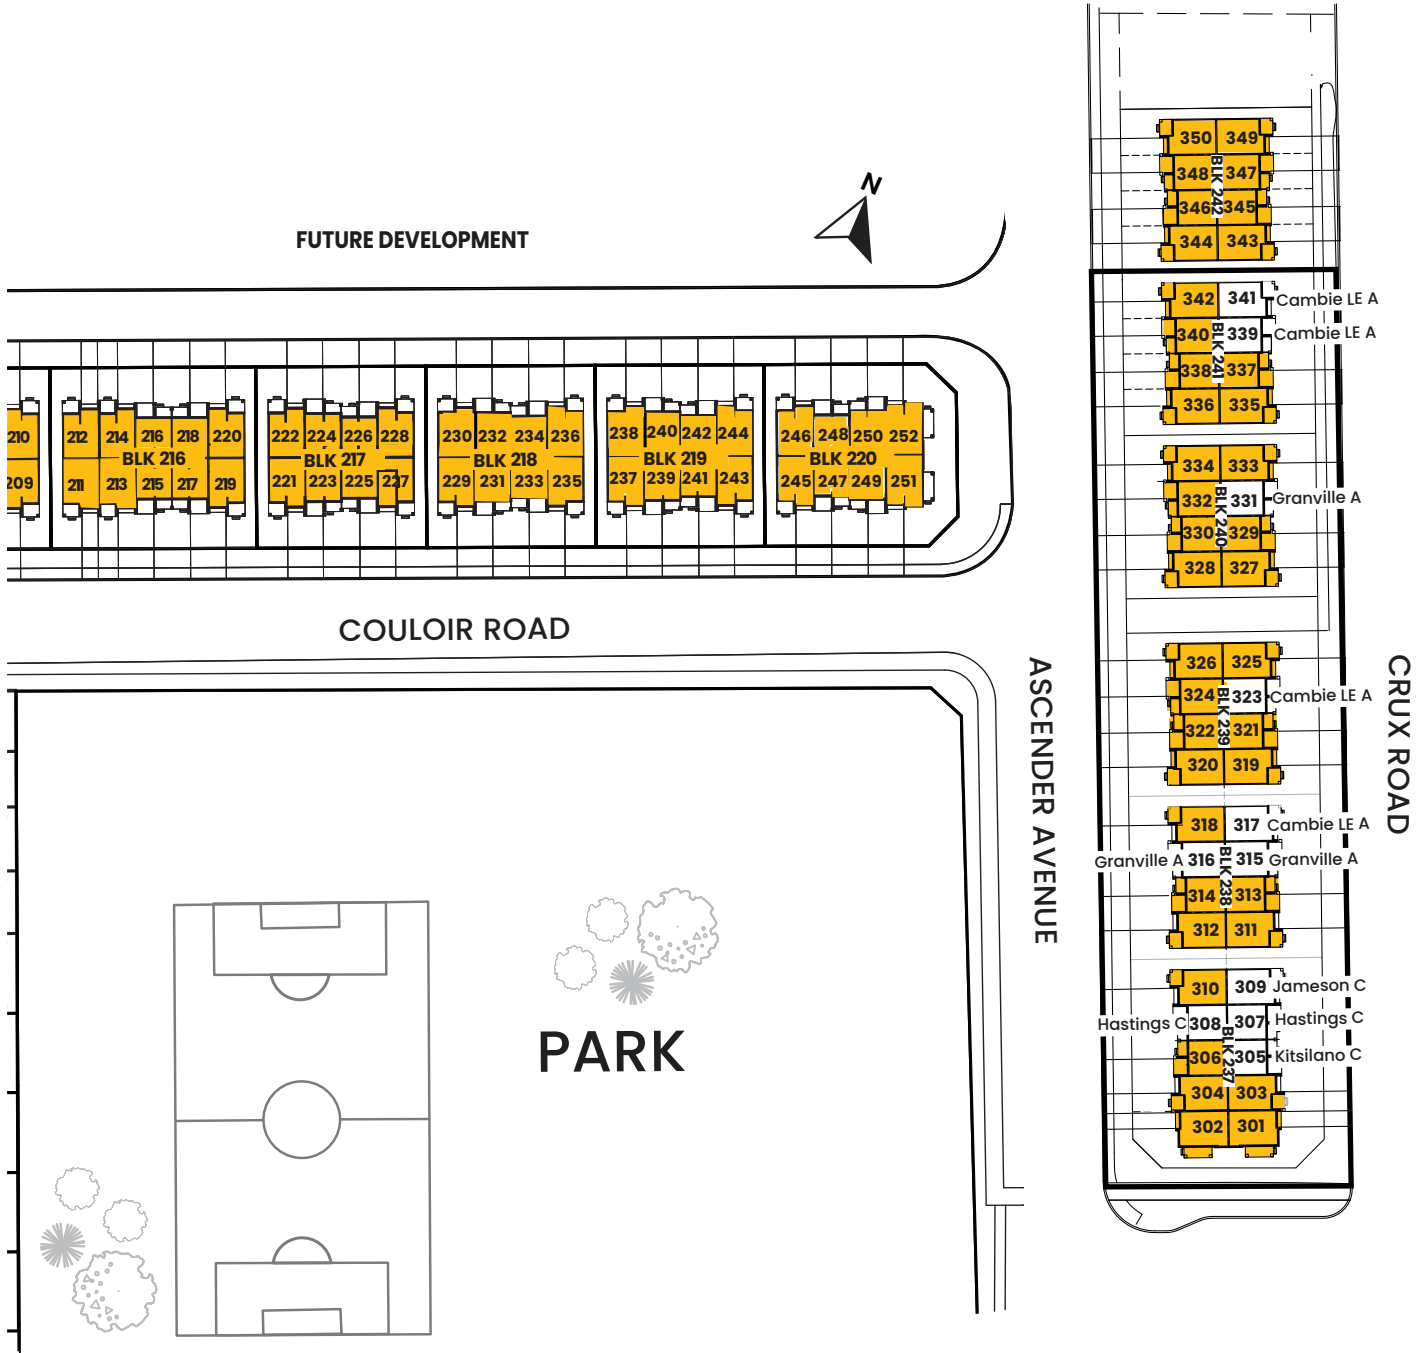 N
FUTURE DEVELOPMENT
210
209
212 214 216 218 220
BLK 216
211 213 215 217 219
222 224 226 228
BLK 217
221 223 225 227
230 232 234 236
BLK 218
229 231 233 235
238 240 242 244
BLK 219
237 239 241 243
246 248 250 252
BLK 220
245 247 249 251
COULOIR ROAD
PARK
ASCENDER AVENUE
CRUX ROAD
350 349
348 347
BLK 242
346 345
344 343
342 341 Cambie LE A
340 339 Cambie LE A
BLK 241
338 337
336 335
334 333
332 331 Granville A
BLK 240
330 329
328 327
326 325
324 323 Cambie LE A
BLK 239
322 321
320 319
318 317 Cambie LE A
Granville A 316 315 Granville A
BLK 238
314 313
312 311
310 309 Jameson C
Hastings C 308 307 Hastings C
BLK 237
306 305 Kitsilano C
304 303
302 301